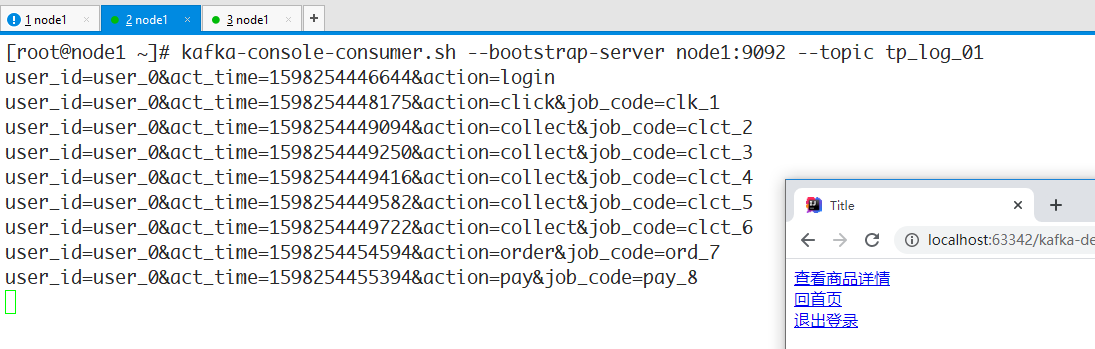 1 node1 × 2 node1 × 3 node1 × +
[root@node1 ~]# kafka-console-consumer.sh --bootstrap-server node1:9092 --topic tp_log_01
user_id=user_0&act_time=1598254446644&action=login
user_id=user_0&act_time=1598254448175&action=click&job_code=clk_1
user_id=user_0&act_time=1598254449094&action=collect&job_code=clct_2
user_id=user_0&act_time=1598254449250&action=collect&job_code=clct_3
user_id=user_0&act_time=1598254449416&action=collect&job_code=clct_4
user_id=user_0&act_time=1598254449582&action=collect&job_code=clct_5
user_id=user_0&act_time=1598254449722&action=collect&job_code=clct_6
user_id=user_0&act_time=1598254454594&action=order&job_code=ord_7
user_id=user_0&act_time=1598254455394&action=pay&job_code=pay_8
Title
localhost:63342/kafka-de
查看商品详情
回首页
退出登录